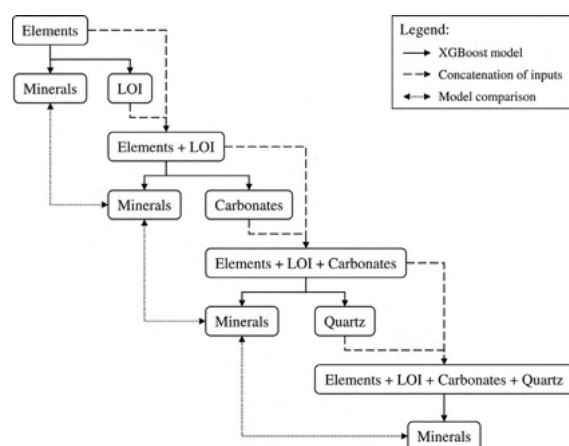 Elements
Legend:
XGBoost model
Concatenation of inputs
Model comparison
Minerals
LOI
Elements + LOI
Minerals
Carbonates
Elements + LOI + Carbonates
Minerals
Quartz
Elements + LOI + Carbonates + Quartz
Minerals